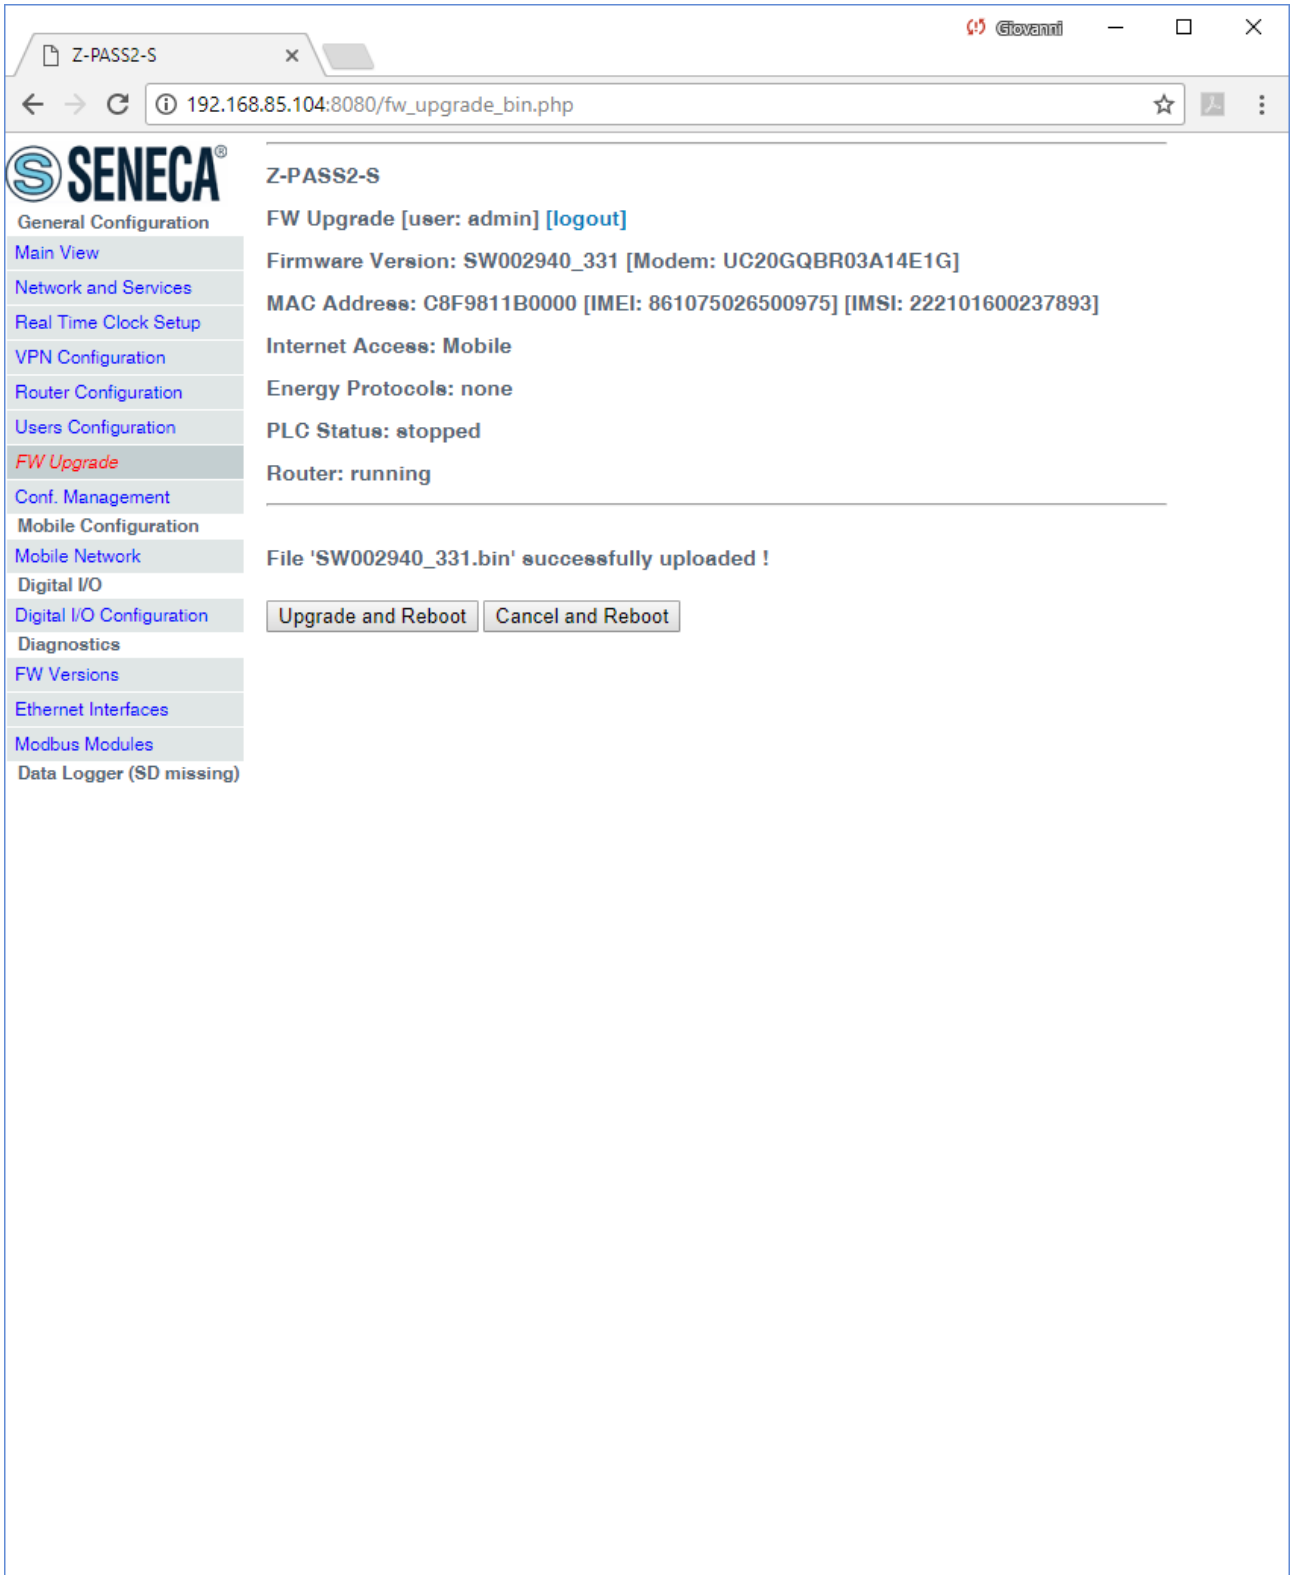 Giovanni
Z-PASS2-S
192.168.85.104:8080/fw_upgrade_bin.php
SENECA®
General Configuration
Main View
Network and Services
Real Time Clock Setup
VPN Configuration
Router Configuration
Users Configuration
FW Upgrade
Conf. Management
Mobile Configuration
Mobile Network
Digital I/O
Digital I/O Configuration
Diagnostics
FW Versions
Ethernet Interfaces
Modbus Modules
Data Logger (SD missing)
Z-PASS2-S
FW Upgrade [user: admin] [logout]
Firmware Version: SW002940_331 [Modem: UC20GQBR03A14E1G]
MAC Address: C8F9811B0000 [IMEI: 861075026500975] [IMSI: 222101600237893]
Internet Access: Mobile
Energy Protocols: none
PLC Status: stopped
Router: running
File 'SW002940_331.bin' successfully uploaded !
Upgrade and Reboot Cancel and Reboot